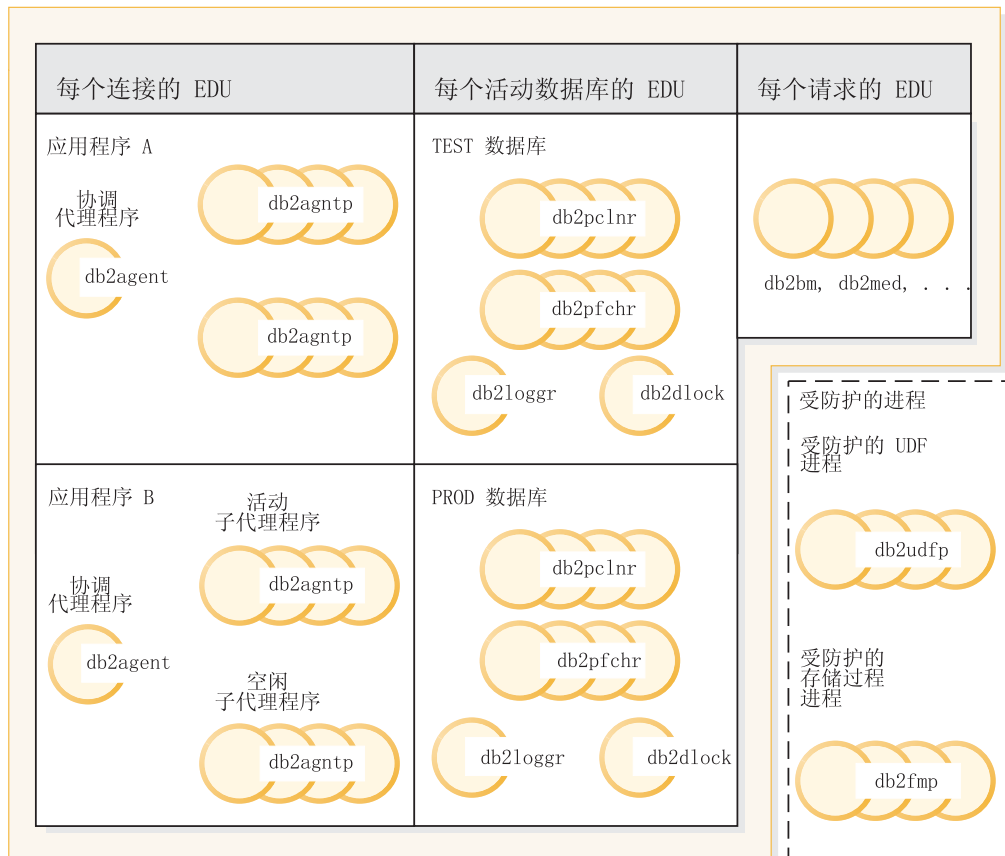 每个连接的 EDU
每个活动数据库的 EDU
每个请求的 EDU
应用程序 A
协调
代理程序
db2agent
db2agntp
db2agntp
TEST 数据库
db2pclnr
db2pfchr
db2loggr
db2dlock
db2bm, db2med, . . .
应用程序 B
协调
代理程序
db2agent
活动
子代理程序
db2agntp
空闲
子代理程序
db2agntp
PROD 数据库
db2pclnr
db2pfchr
db2loggr
db2dlock
受防护的进程
受防护的 UDF
进程
db2udfp
受防护的
存储过程
进程
db2fmp